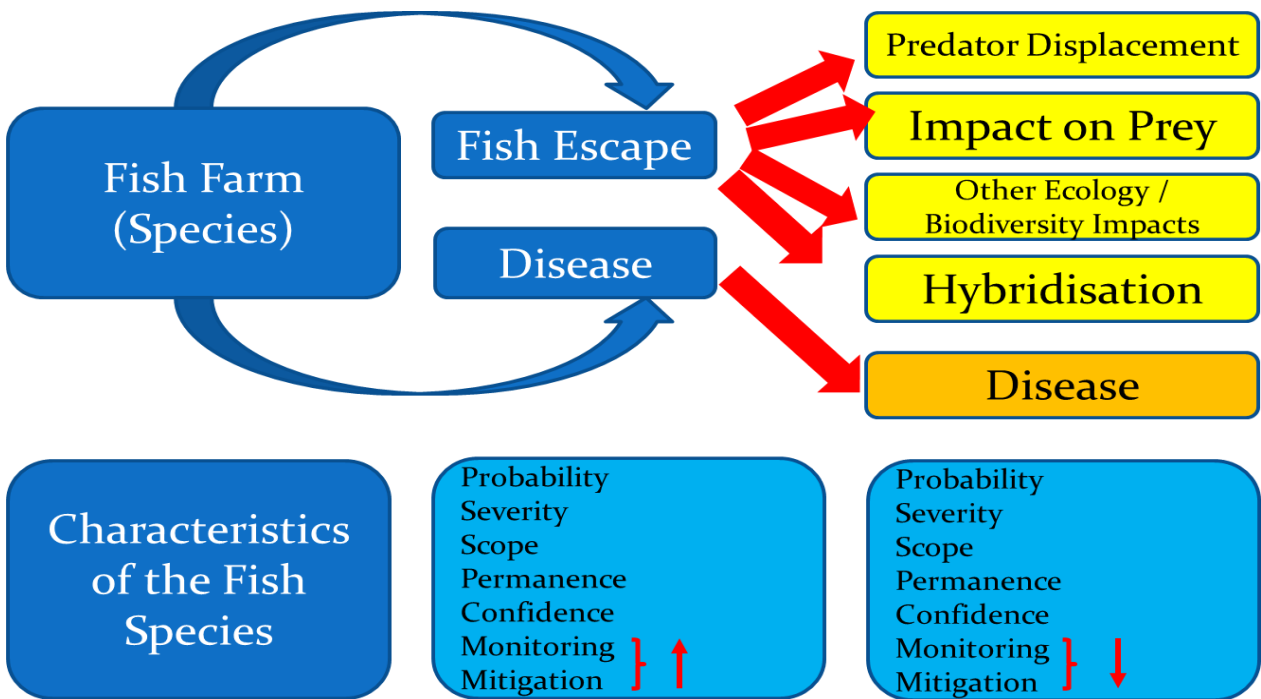 Fish Farm
(Species)
Fish Escape
Disease
Predator Displacement
Impact on Prey
Other Ecology /
Biodiversity Impacts
Hybridisation
Disease
Characteristics
of the Fish
Species
Probability
Severity
Scope
Permanence
Confidence
Monitoring
Mitigation
Probability
Severity
Scope
Permanence
Confidence
Monitoring
Mitigation